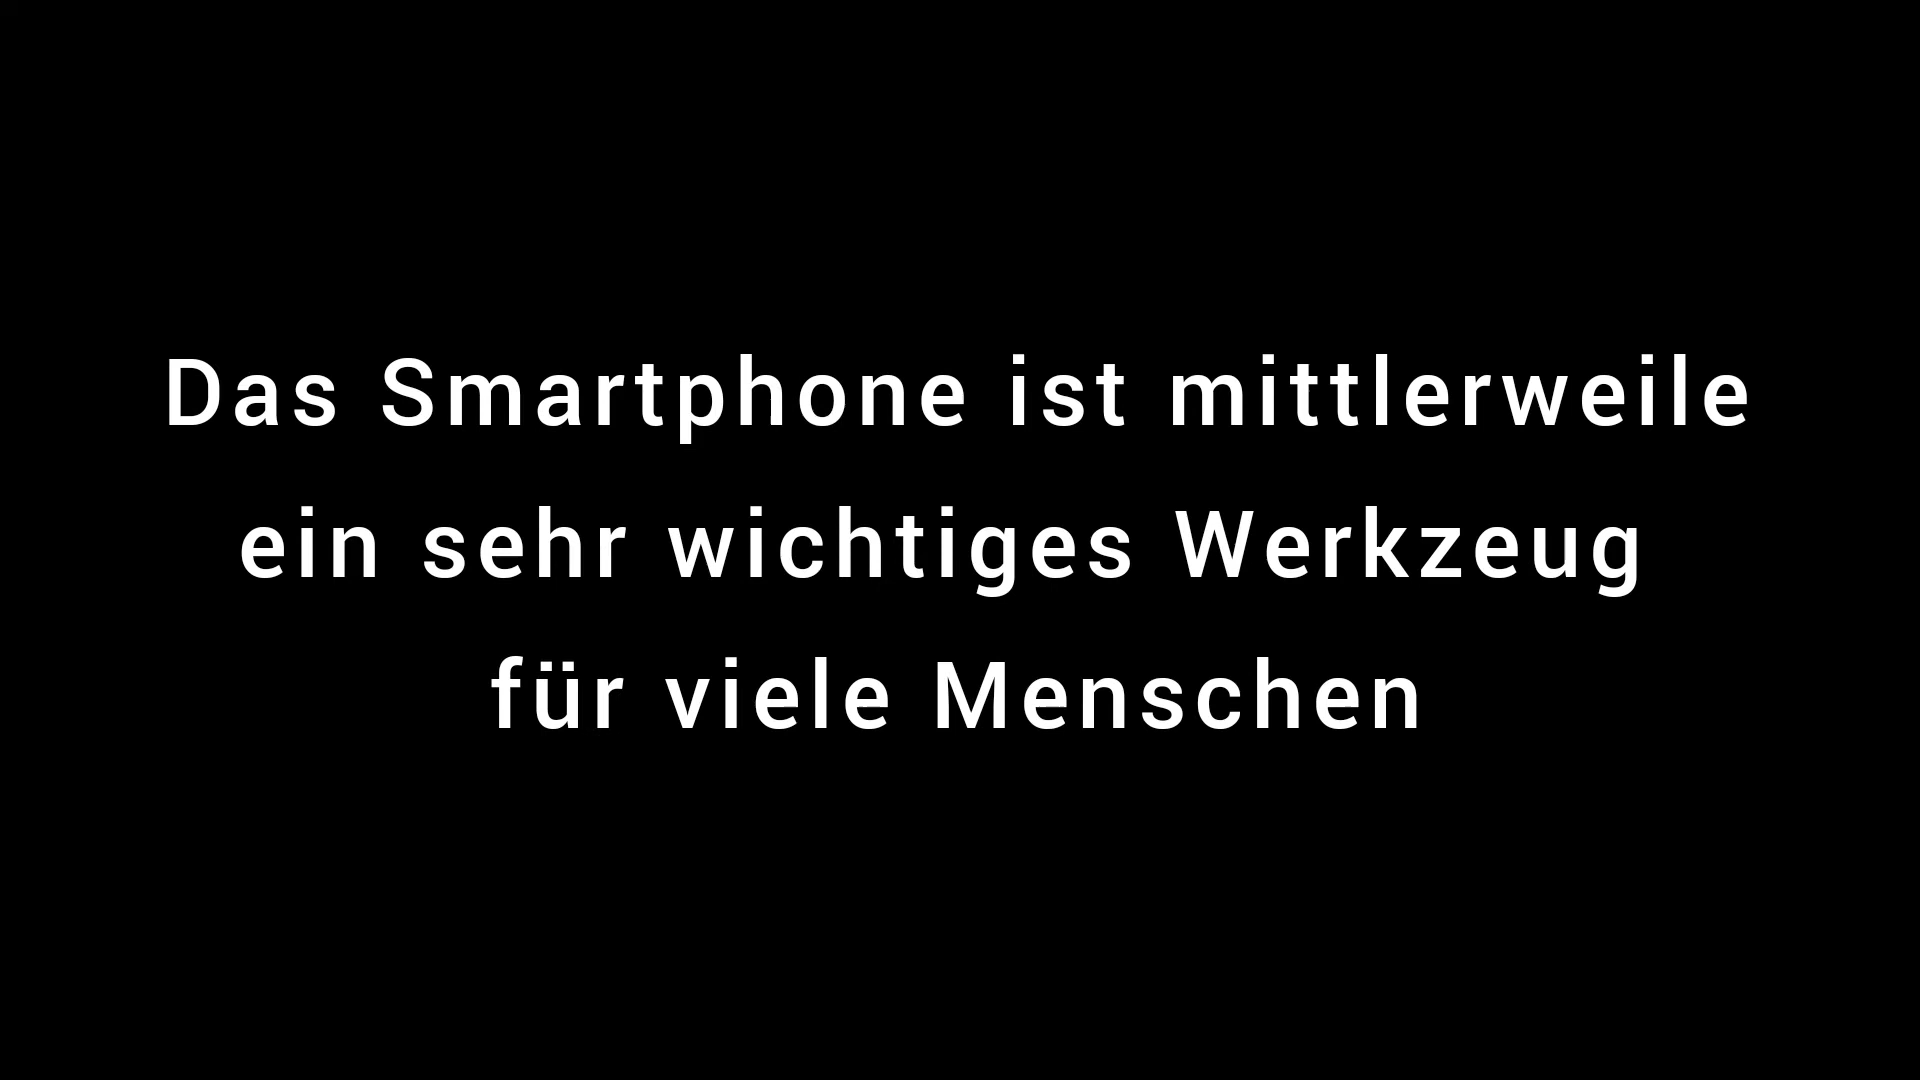 Das Smartphone ist mittlerweile
ein sehr wichtiges Werkzeug
für viele Menschen